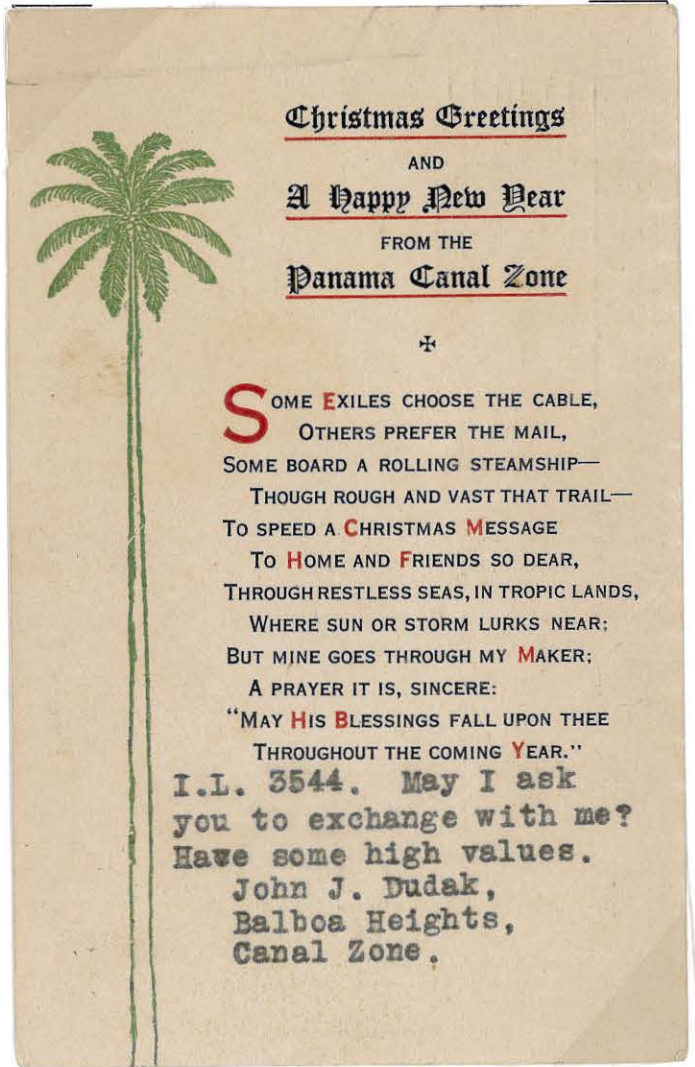 Christmas Greetings
AND
A Happy New Year
FROM THE
Panama Canal Zone
SOME EXILES CHOOSE THE CABLE,
OTHERS PREFER THE MAIL,
SOME BOARD A ROLLING STEAMSHIP—
THOUGH ROUGH AND VAST THAT TRAIL—
TO SPEED A CHRISTMAS MESSAGE
TO HOME AND FRIENDS SO DEAR,
THROUGH RESTLESS SEAS, IN TROPIC LANDS,
WHERE SUN OR STORM LURKS NEAR;
BUT MINE GOES THROUGH MY MAKER;
A PRAYER IT IS, SINCERE:
“MAY HIS BLESSINGS FALL UPON THEE
THROUGHOUT THE COMING YEAR.”
I.L. 3544. May I ask
you to exchange with me?
Have some high values.
John J. Dudak,
Balboa Heights,
Canal Zone.